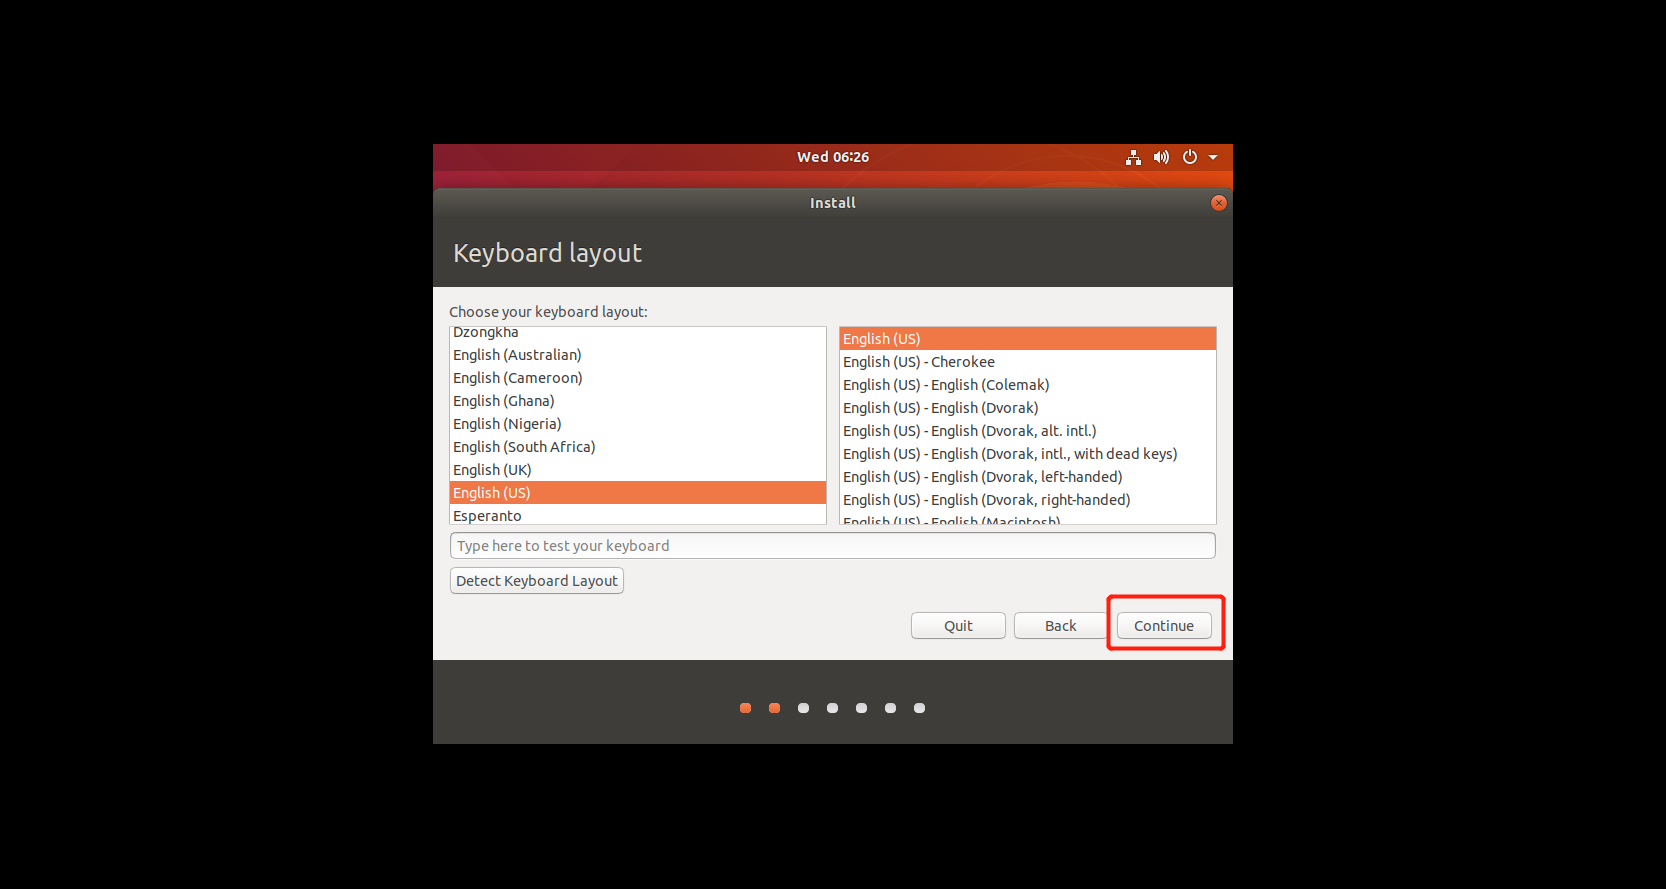 Wed 06:26
Install
Keyboard layout
Choose your keyboard layout:
Dzongkha
English (Australian)
English (Cameroon)
English (Ghana)
English (Nigeria)
English (South Africa)
English (UK)
English (US)
Esperanto
English (US)
English (US) - Cherokee
English (US) - English (Colemak)
English (US) - English (Dvorak)
English (US) - English (Dvorak, alt. intl.)
English (US) - English (Dvorak, intl., with dead keys)
English (US) - English (Dvorak, left-handed)
English (US) - English (Dvorak, right-handed)
English (US) - English (Macintosh)
Type here to test your keyboard
Detect Keyboard Layout
Quit
Back
Continue